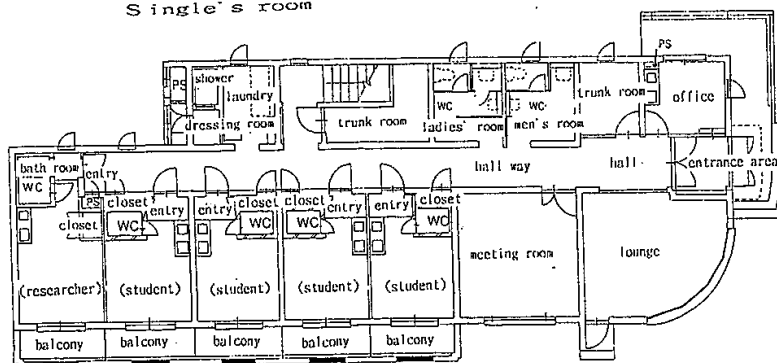 Single's room
PS
shower
PS
laundry
trunk room
office
WC
WC
dressing room
trunk room
ladies' room
men's room
bath room
entry
hall way
hall
entrance area
WC
PS
closet
closet
entry
entry
closet
closet
entry
entry
closet
WC
WC
WC
WC
meeting room
lounge
(researcher)
(student)
(student)
(student)
(student)
balcony
balcony
balcony
balcony
balcony